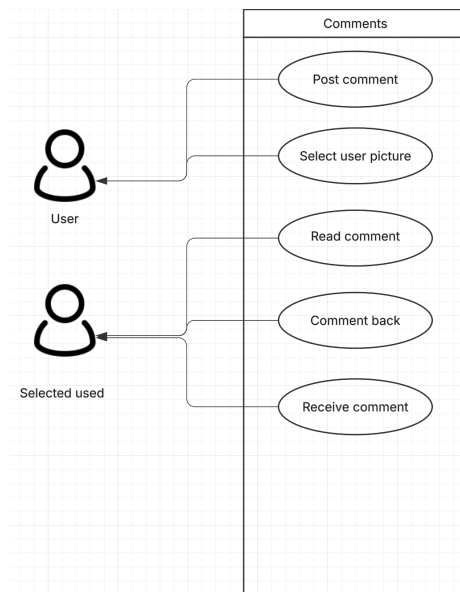 Comments
Post comment
Select user picture
User
Read comment
Comment back
Selected used
Receive comment